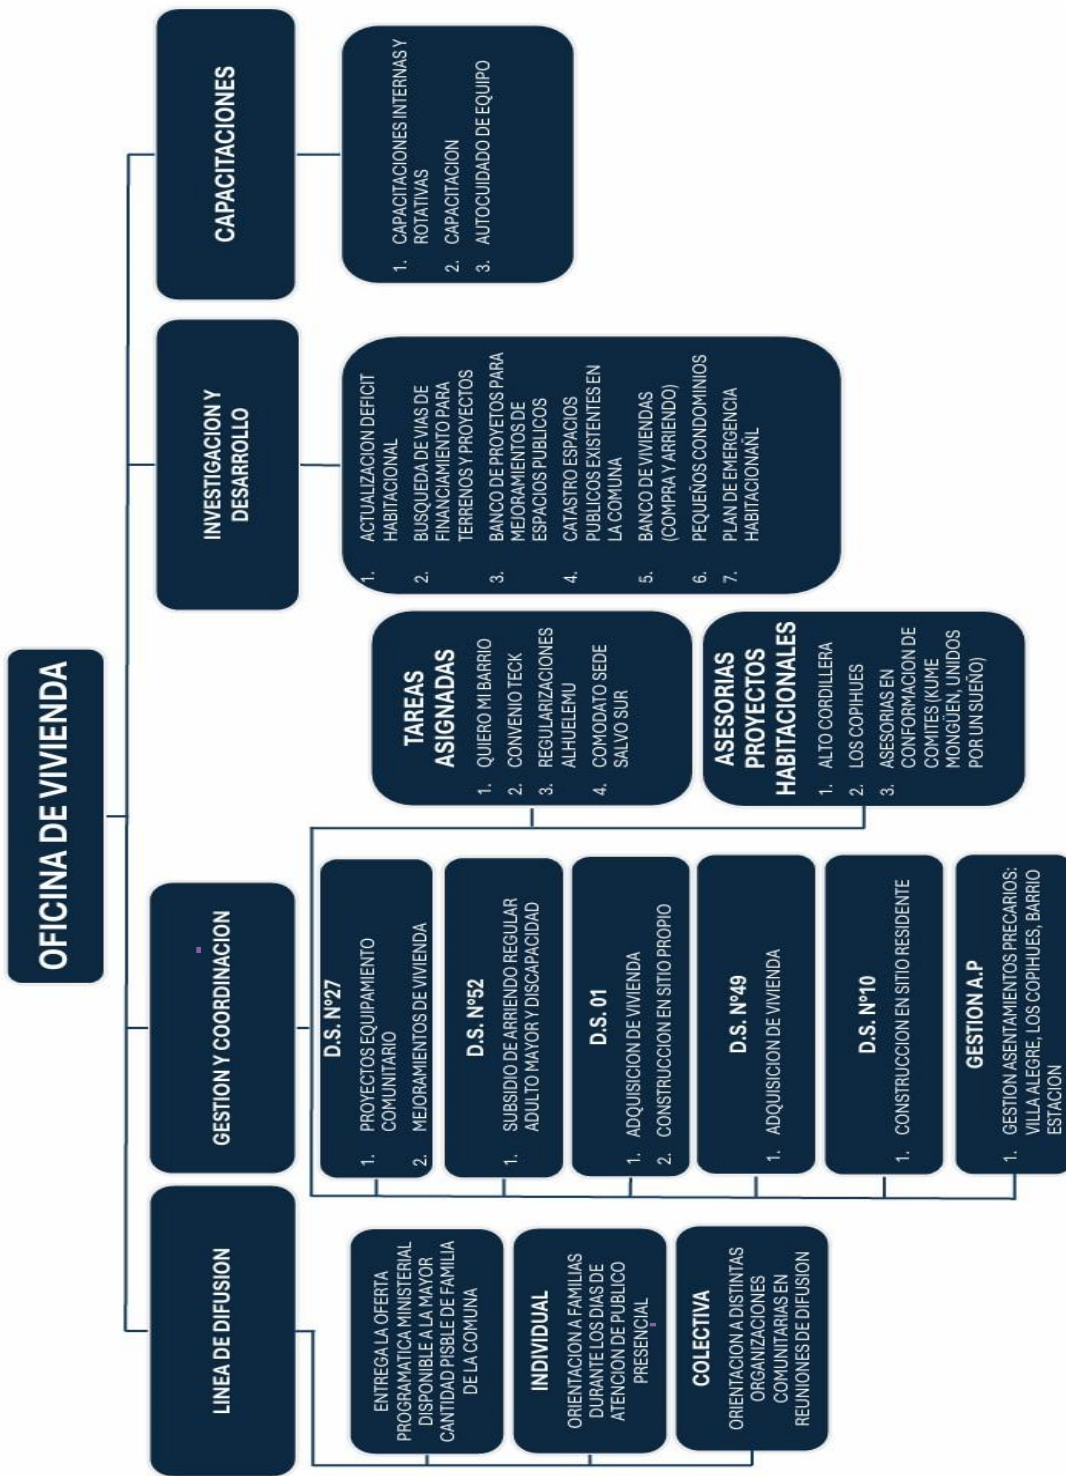 OFICINA DE VIVIENDA
LINEA DE DIFUSION
ENTREGA LA OFERTA
PROGRAMATICA MINISTERIAL
DISPONIBLE A LA MAYOR
CANTIDAD PISBLE DE FAMILIA
DE LA COMUNA
INDIVIDUAL
ORIENTACION A FAMILIAS
DURANTE LOS DIAS DE
ATENCION DE PUBLICO
PRESENCIAL
COLECTIVA
ORIENTACION A DISTINTAS
ORGANIZACIONES
COMUNITARIAS EN
REUNIONES DE DIFUSION
GESTION Y COORDINACION
D.S. Nº27
1. PROYECTOS EQUIPAMIENTO
COMUNITARIO
2. MEJORAMIENTOS DE VIVIENDA
D.S. Nº52
1. SUBSIDIO DE ARRIENDO REGULAR
ADULTO MAYOR Y DISCAPACIDAD
D.S. 01
1. ADQUISICION DE VIVIENDA
2. CONSTRUCCION EN SITIO PROPIO
D.S. Nº49
1. ADQUISICION DE VIVIENDA
D.S. Nº10
1. CONSTRUCCION EN SITIO RESIDENTE
GESTION A.P
1. GESTION ASENTAMIENTOS PRECARIOS:
VILLA ALEGRE, LOS COPIHUES, BARRIO
ESTACION
TAREAS
ASIGNADAS
1. QUIERO MI BARRIO
2. CONVENIO TECK
3. REGULARIZACIONES
ALHUELEMU
4. COMODATO SEDE
SALVO SUR
ASESORIAS
PROYECTOS
HABITACIONALES
1. ALTO CORDILLERA
2. LOS COPIHUES
3. ASESORIAS EN
CONFORMACION DE
COMITES (KUME
MONGÜEN, UNIDOS
POR UN SUEÑO)
INVESTIGACION Y
DESARROLLO
1. ACTUALIZACION DEFICIT
HABITACIONAL
2. BUSQUEDA DE VIAS DE
FINANCIAMIENTO PARA
TERRENOS Y PROYECTOS
3. BANCO DE PROYETOS PARA
MEJORAMIENTOS DE
ESPACIOS PUBLICOS
4. CATASTRO ESPACIOS
PUBLICOS EXISTENTES EN
LA COMUNA
5. BANCO DE VIVIENDAS
(COMPRA Y ARRIENDO)
6. PEQUEÑOS CONDOMINIOS
7. PLAN DE EMERGENCIA
HABITACIONAÑL
CAPACITACIONES
1. CAPACITACIONES INTERNAS Y
ROTATIVAS
2. CAPACITACION
3. AUTOCUIDADO DE EQUIPO